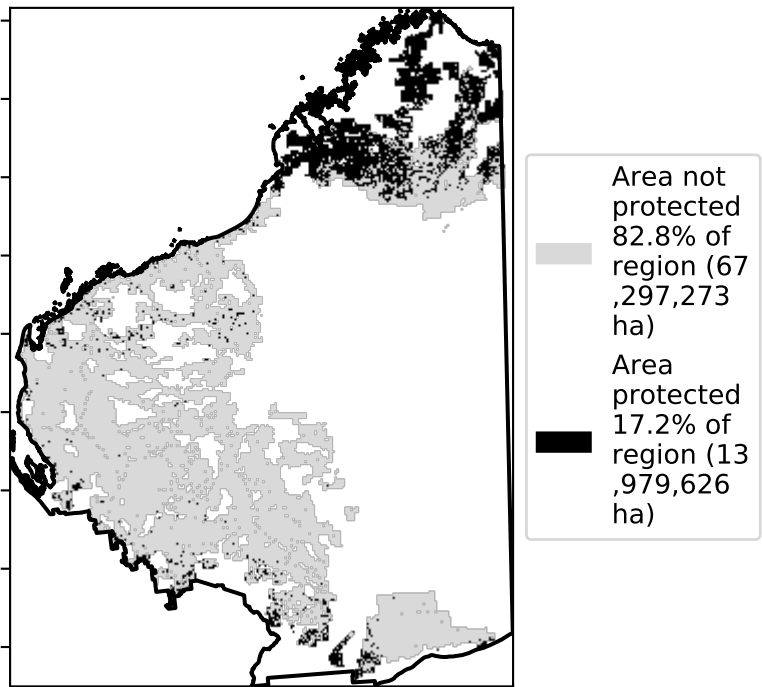 Area not
protected
82.8% of
region (67
,297,273
ha)
Area
protected
17.2% of
region (13
,979,626
ha)